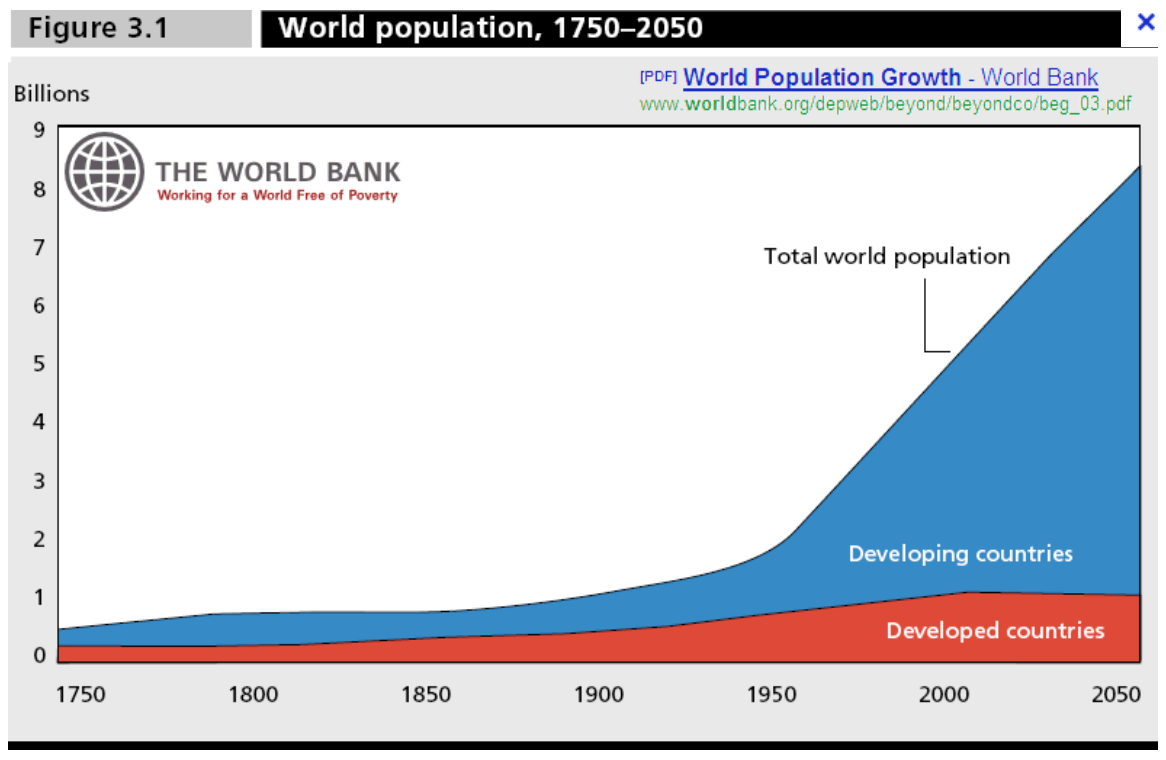 Figure 3.1
World population, 1750–2050
×
[PDF] World Population Growth - World Bank
www.worldbank.org/depweb/beyond/beyondco/beg_03.pdf
Billions
9
THE WORLD BANK
Working for a World Free of Poverty
8
7
Total world population
6
5
4
3
2
Developing countries
1
Developed countries
0
1750 1800 1850 1900 1950 2000 2050